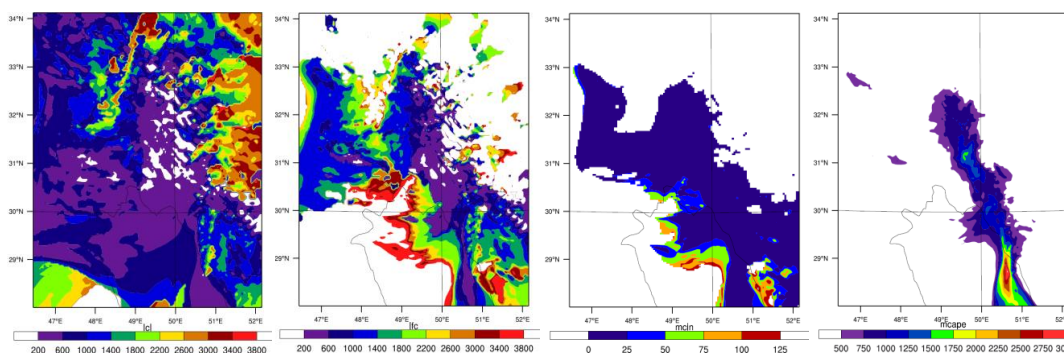 34°N 34°N 34°N 34°N
33°N 33°N 33°N 33°N
32°N 32°N 32°N 32°N
31°N 31°N 31°N 31°N
30°N 30°N 30°N 30°N
29°N 29°N 29°N 29°N
47°E 48°E 49°E 50°E 51°E 52°E 47°E 48°E 49°E 50°E 51°E 52°E 47°E 48°E 49°E 50°E 51°E 52°E 47°E 48°E 49°E 50°E 51°E 52°E
lcl lfc mcin mcape
200 600 1000 1400 1800 2200 2600 3000 3400 3800 200 600 1000 1400 1800 2200 2600 3000 3400 3800 0 25 50 75 100 125 500 750 1000 1250 1500 1750 2000 2250 2500 2750 3000